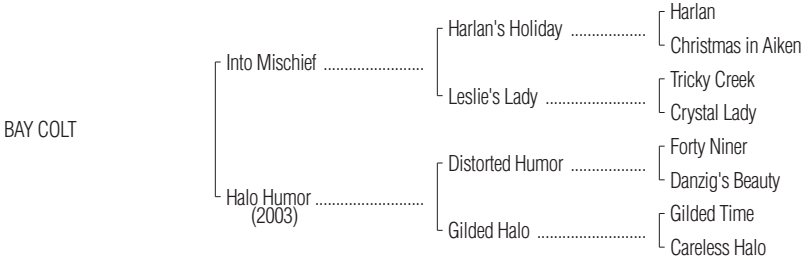 Harlan
Harlan's Holiday ..................
Christmas in Aiken
Into Mischief ........................
Tricky Creek
Leslie's Lady ........................
Crystal Lady
BAY COLT
Forty Niner
Distorted Humor ..................
Danzig's Beauty
Halo Humor ..........................
(2003)
Gilded Time
Gilded Halo ..........................
Careless Halo